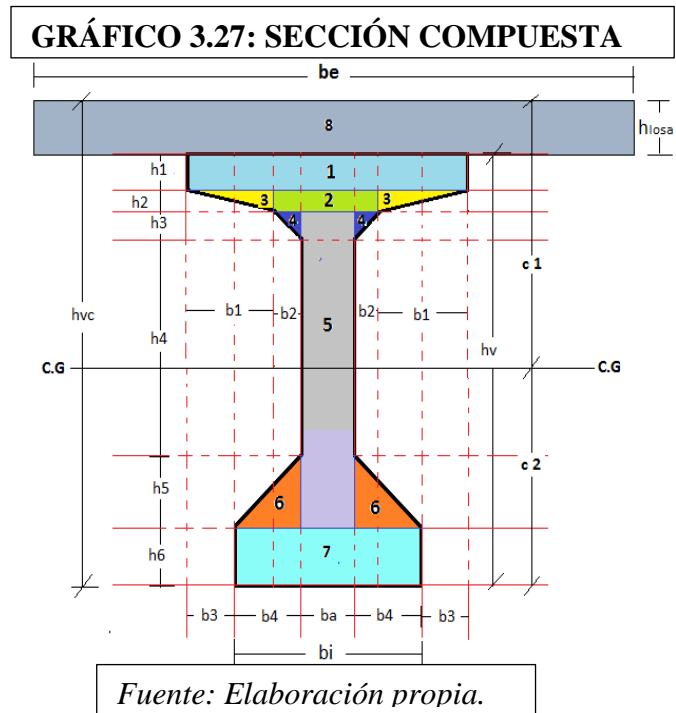 GRÁFICO 3.27: SECCIÓN COMPUESTA
be
8
hlosa
h1
1
h2
3
2
3
h3
4
4
c 1
b1
b2
b2
b1
hvc
h4
5
hv
C.G
C.G
c 2
h5
6
6
h6
7
b3
b4
ba
b4
b3
bi
Fuente: Elaboración propia.